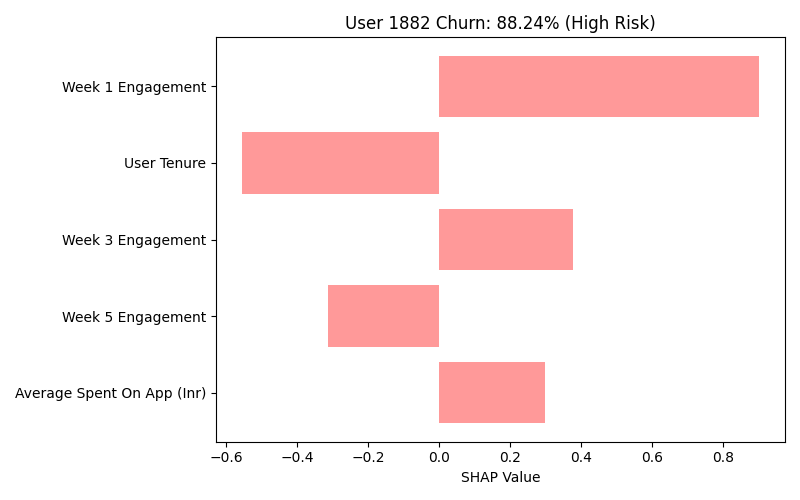 User 1882 Churn: 88.24% (High Risk)
Week 1 Engagement
User Tenure
Week 3 Engagement
Week 5 Engagement
Average Spent On App (Inr)
−0.6 −0.4 −0.2 0.0 0.2 0.4 0.6 0.8
SHAP Value